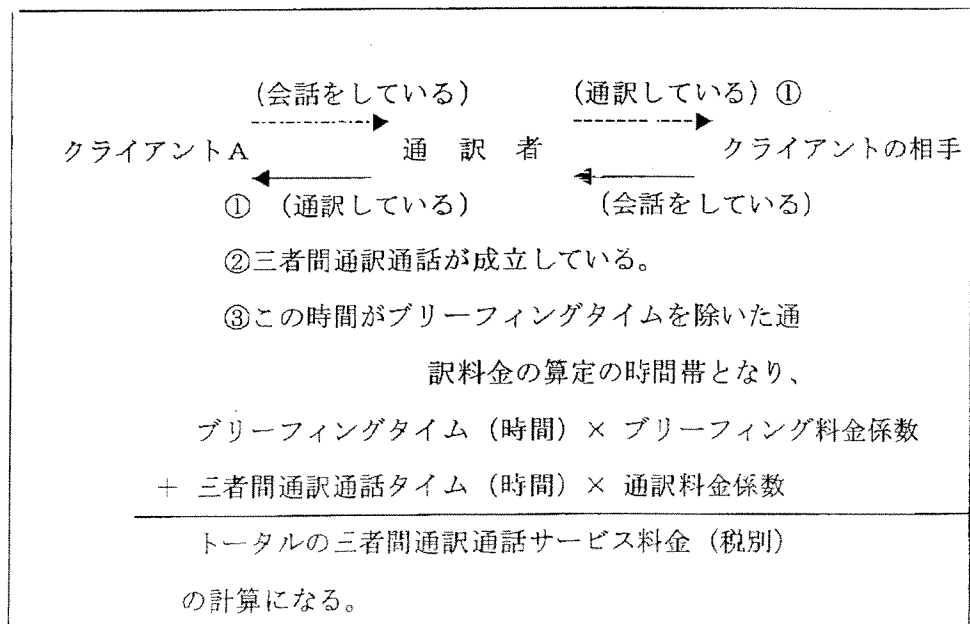 (会話をしている) (通訳している) ①
クライアントA 通 訳 者 クライアントの相手
① (通訳している) (会話をしている)
②三者間通訳通話が成立している。
③この時間がブリーフィングタイムを除いた通
訳料金の算定の時間帯となり、
ブリーフィングタイム (時間) × ブリーフィング料金係数
+ 三者間通訳通話タイム (時間) × 通訳料金係数
トータルの三者間通訳通話サービス料金 (税別)
の計算になる。